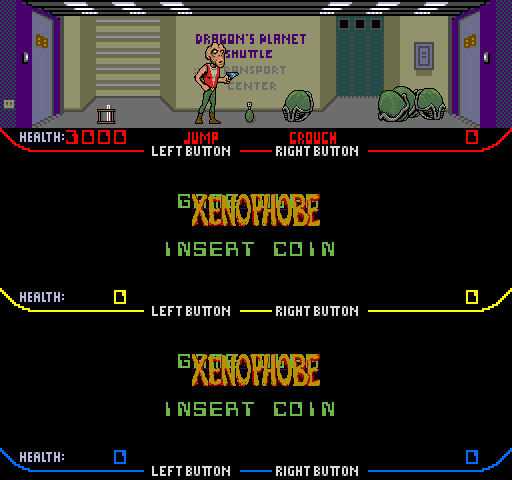 DRAGON'S PLANET
SHUTTLE
TRANSPORT
CENTER
HEALTH: 3000 JUMP CROUCH 0
LEFT BUTTON RIGHT BUTTON
XENOPHOBE
INSERT COIN
HEALTH: 0 0
LEFT BUTTON RIGHT BUTTON
XENOPHOBE
INSERT COIN
HEALTH: 0 0
LEFT BUTTON RIGHT BUTTON